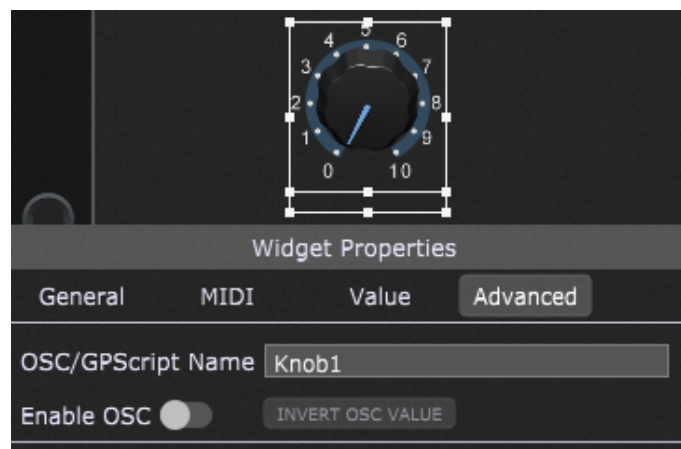 5
4 6
3 7
2 8
1 9
0 10
Widget Properties
General MIDI Value Advanced
OSC/GPScript Name Knob1
Enable OSC INVERT OSC VALUE